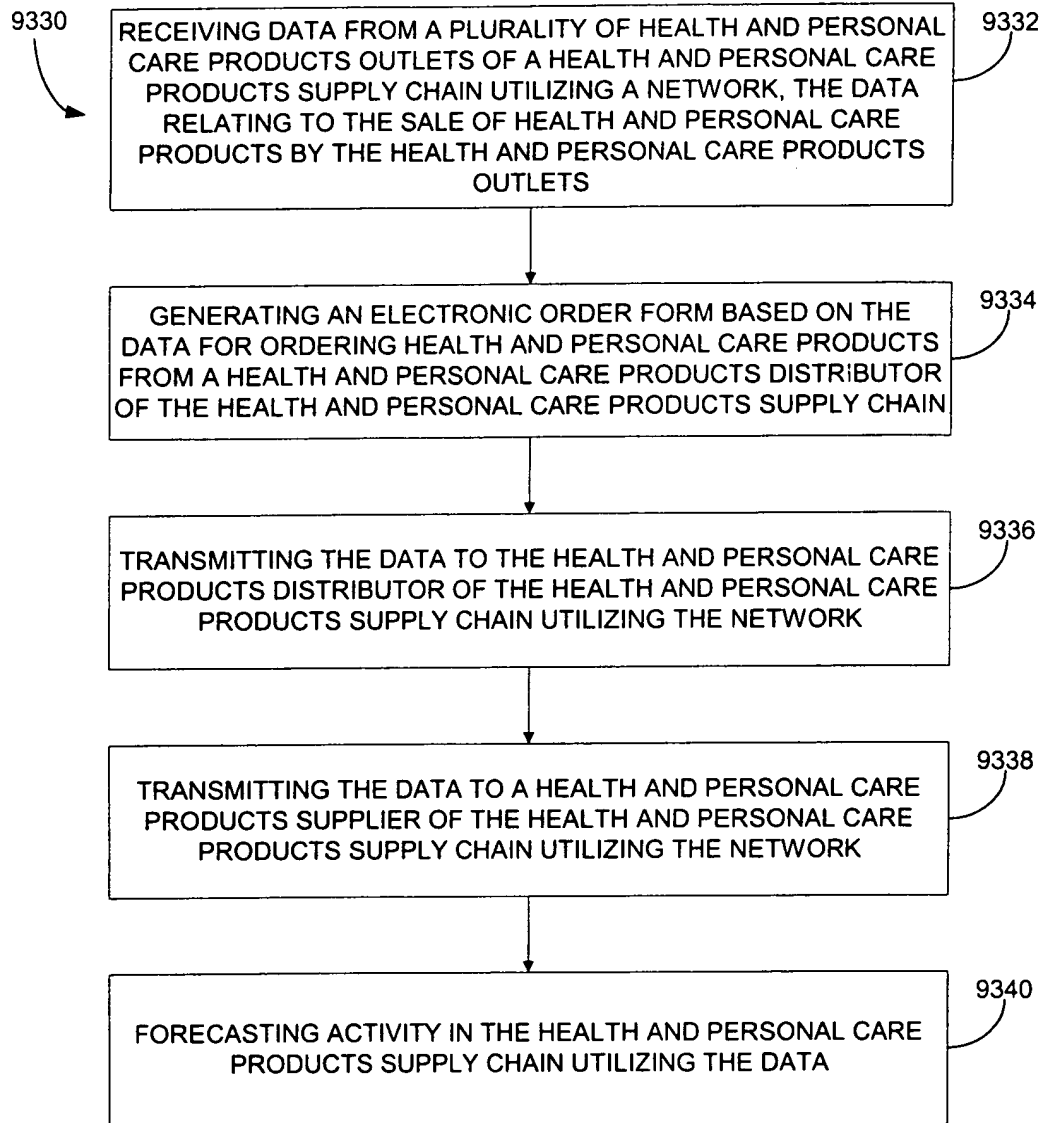 9330
9332
RECEIVING DATA FROM A PLURALITY OF HEALTH AND PERSONAL
CARE PRODUCTS OUTLETS OF A HEALTH AND PERSONAL CARE
PRODUCTS SUPPLY CHAIN UTILIZING A NETWORK, THE DATA
RELATING TO THE SALE OF HEALTH AND PERSONAL CARE
PRODUCTS BY THE HEALTH AND PERSONAL CARE PRODUCTS
OUTLETS
9334
GENERATING AN ELECTRONIC ORDER FORM BASED ON THE
DATA FOR ORDERING HEALTH AND PERSONAL CARE PRODUCTS
FROM A HEALTH AND PERSONAL CARE PRODUCTS DISTRIBUTOR
OF THE HEALTH AND PERSONAL CARE PRODUCTS SUPPLY CHAIN
9336
TRANSMITTING THE DATA TO THE HEALTH AND PERSONAL CARE
PRODUCTS DISTRIBUTOR OF THE HEALTH AND PERSONAL CARE
PRODUCTS SUPPLY CHAIN UTILIZING THE NETWORK
9338
TRANSMITTING THE DATA TO A HEALTH AND PERSONAL CARE
PRODUCTS SUPPLIER OF THE HEALTH AND PERSONAL CARE
PRODUCTS SUPPLY CHAIN UTILIZING THE NETWORK
9340
FORECASTING ACTIVITY IN THE HEALTH AND PERSONAL CARE
PRODUCTS SUPPLY CHAIN UTILIZING THE DATA